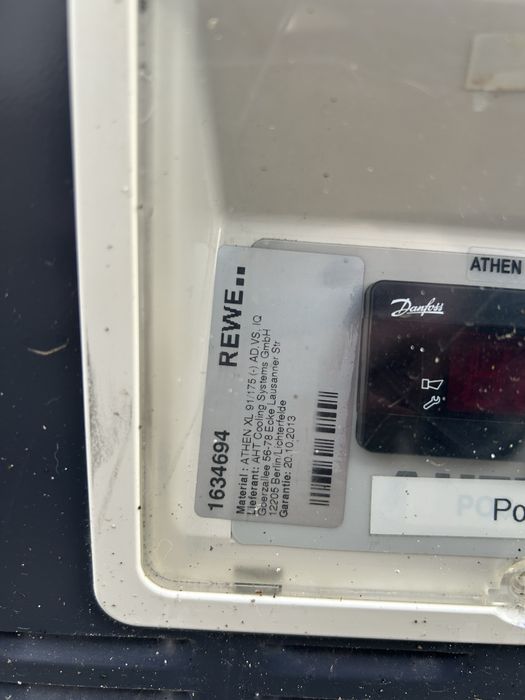 REWE
1634694
Material: ATHEN XL 91/175 (-) AD,VS, IQ
Lieferant: AHT Cooling Systems GmbH
Goerzallee 56-78 Ecke Lausanner Str
12205 Berlin/Lichterfelde
Garantie: 20.10.2013
ATHEN
Danfoss
Po